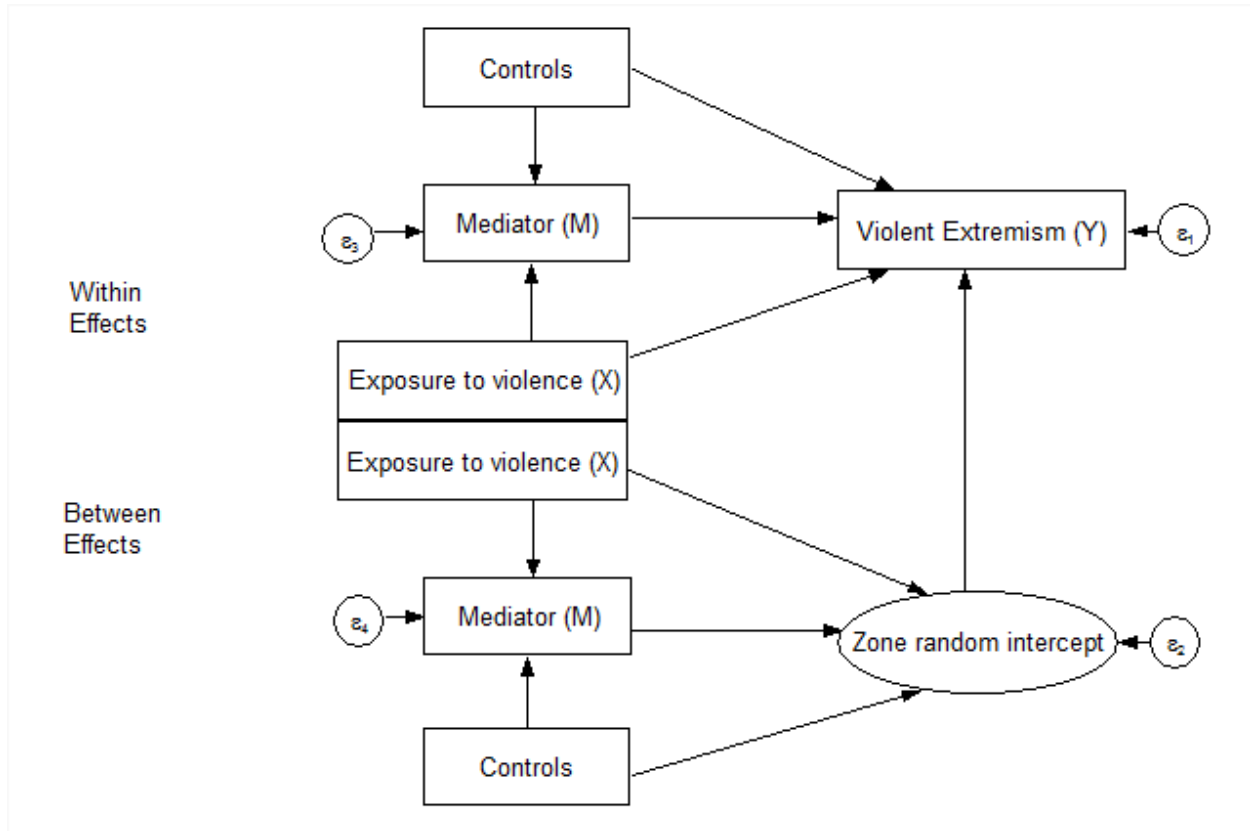 Controls
Mediator (M)
ε3
Violent Extremism (Y)
ε1
Within
Effects
Exposure to violence (X)
Exposure to violence (X)
Between
Effects
Mediator (M)
ε4
Zone random intercept
ε2
Controls